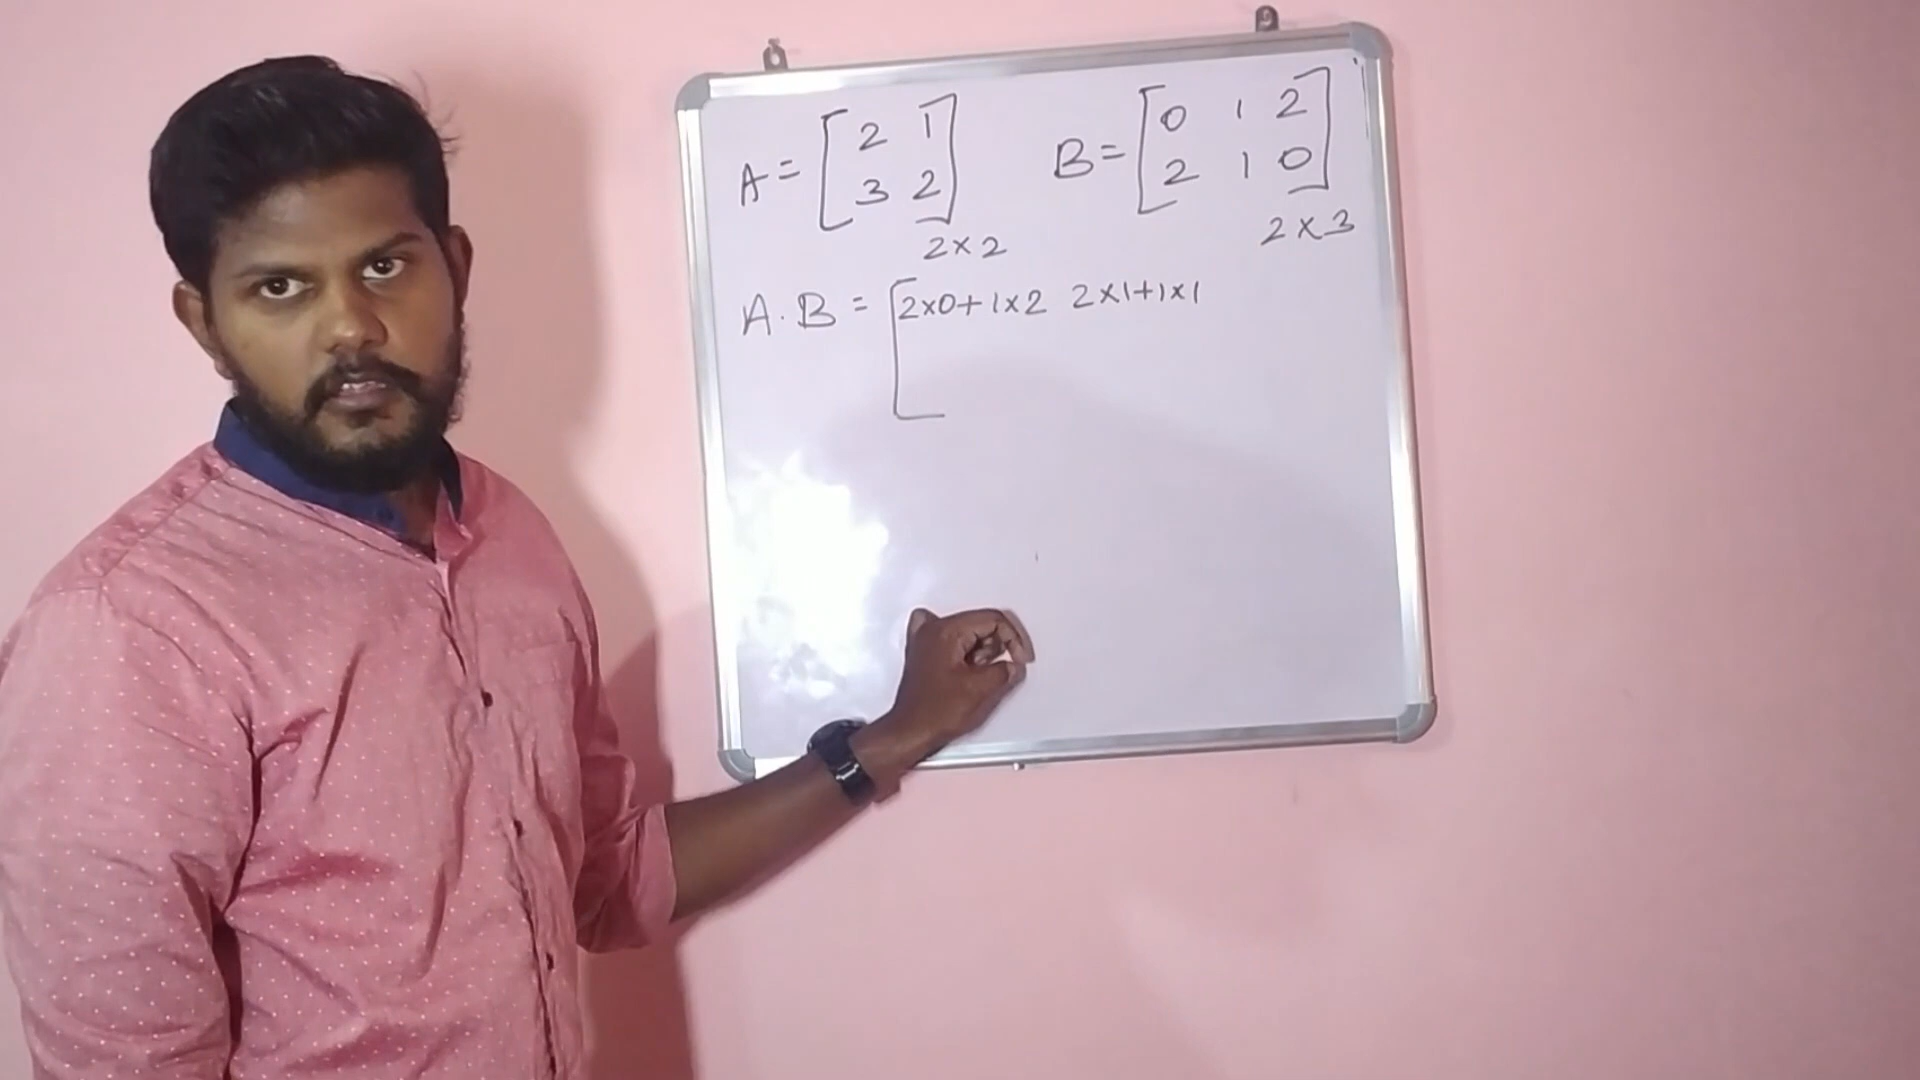 A = [ 2 1 B = [ 0 1 2
3 2 ] 2 1 0 ]
2×2 2×3
A.B = [ 2×0+1×2 2×1+1×1